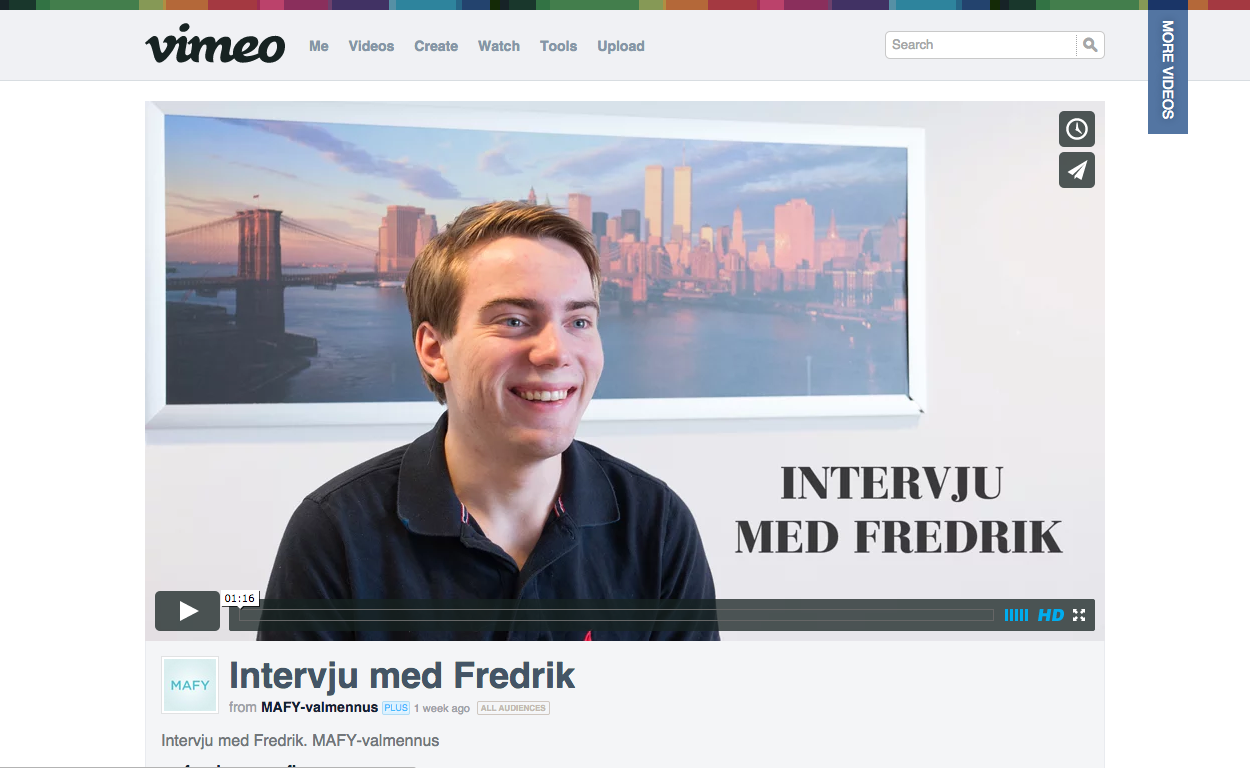 vimeo
Me Videos Create Watch Tools Upload
Search
MORE VIDEOS
INTERVJU
MED FREDRIK
01:16
HD
MAFY
Intervju med Fredrik
from MAFY-valmennus PLUS 1 week ago ALL AUDIENCES
Intervju med Fredrik. MAFY-valmennus